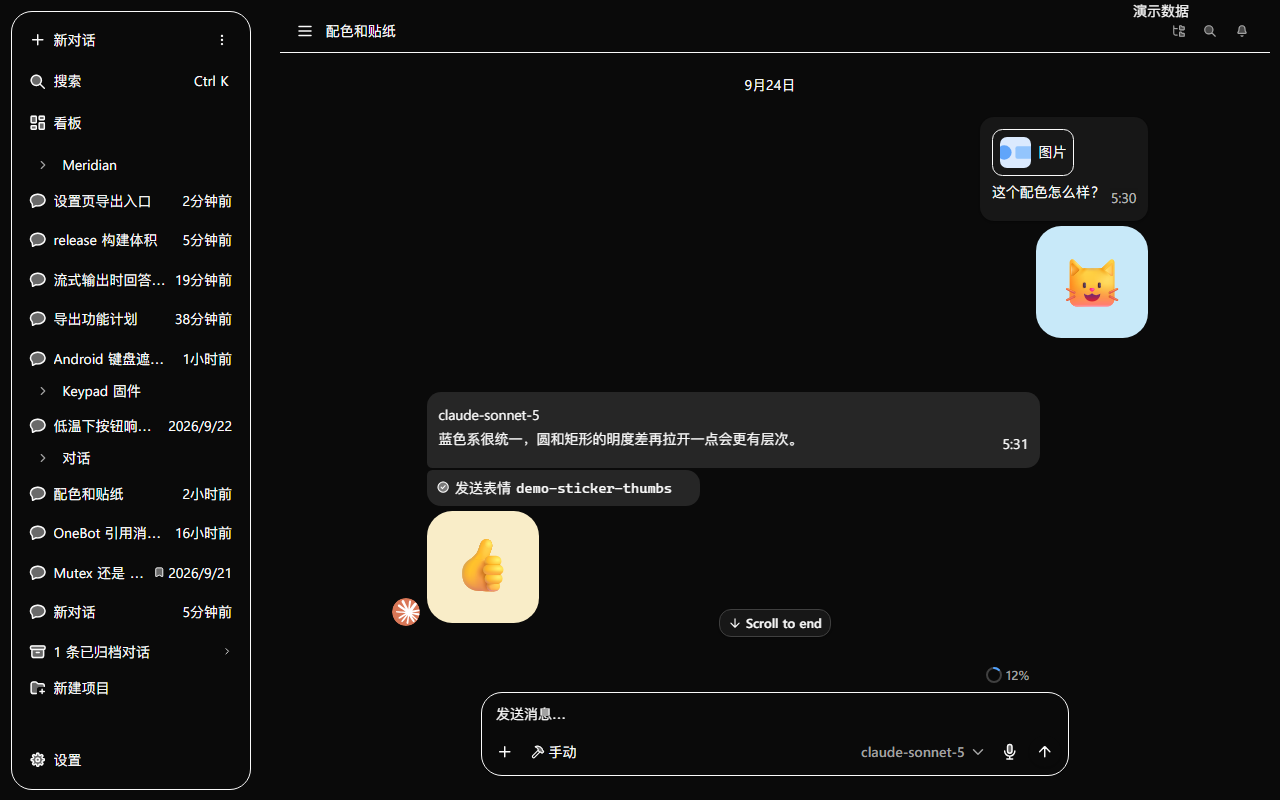 新对话
搜索 Ctrl K
看板
Meridian
设置页导出入口 2分钟前
release 构建体积 5分钟前
流式输出时回答… 19分钟前
导出功能计划 38分钟前
Android 键盘遮… 1小时前
Keypad 固件
低温下按钮响… 2026/9/22
对话
配色和贴纸 2小时前
OneBot 引用消… 16小时前
Mutex 还是 … 2026/9/21
新对话 5分钟前
1 条已归档对话
新建项目
设置
配色和贴纸
演示数据
9月24日
图片
这个配色怎么样？ 5:30
claude-sonnet-5
蓝色系很统一，圆和矩形的明度差再拉开一点会更有层次。
5:31
发送表情 demo-sticker-thumbs
Scroll to end
12%
发送消息...
手动 claude-sonnet-5